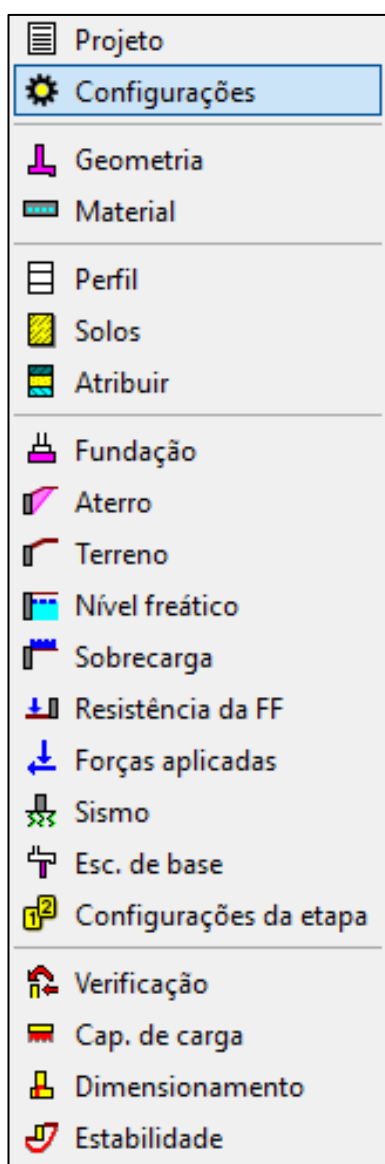 Projeto
Configurações
Geometria
Material
Perfil
Solos
Atribuir
Fundação
Aterro
Terreno
Nível freático
Sobrecarga
Resistência da FF
Forças aplicadas
Sismo
Esc. de base
Configurações da etapa
Verificação
Cap. de carga
Dimensionamento
Estabilidade